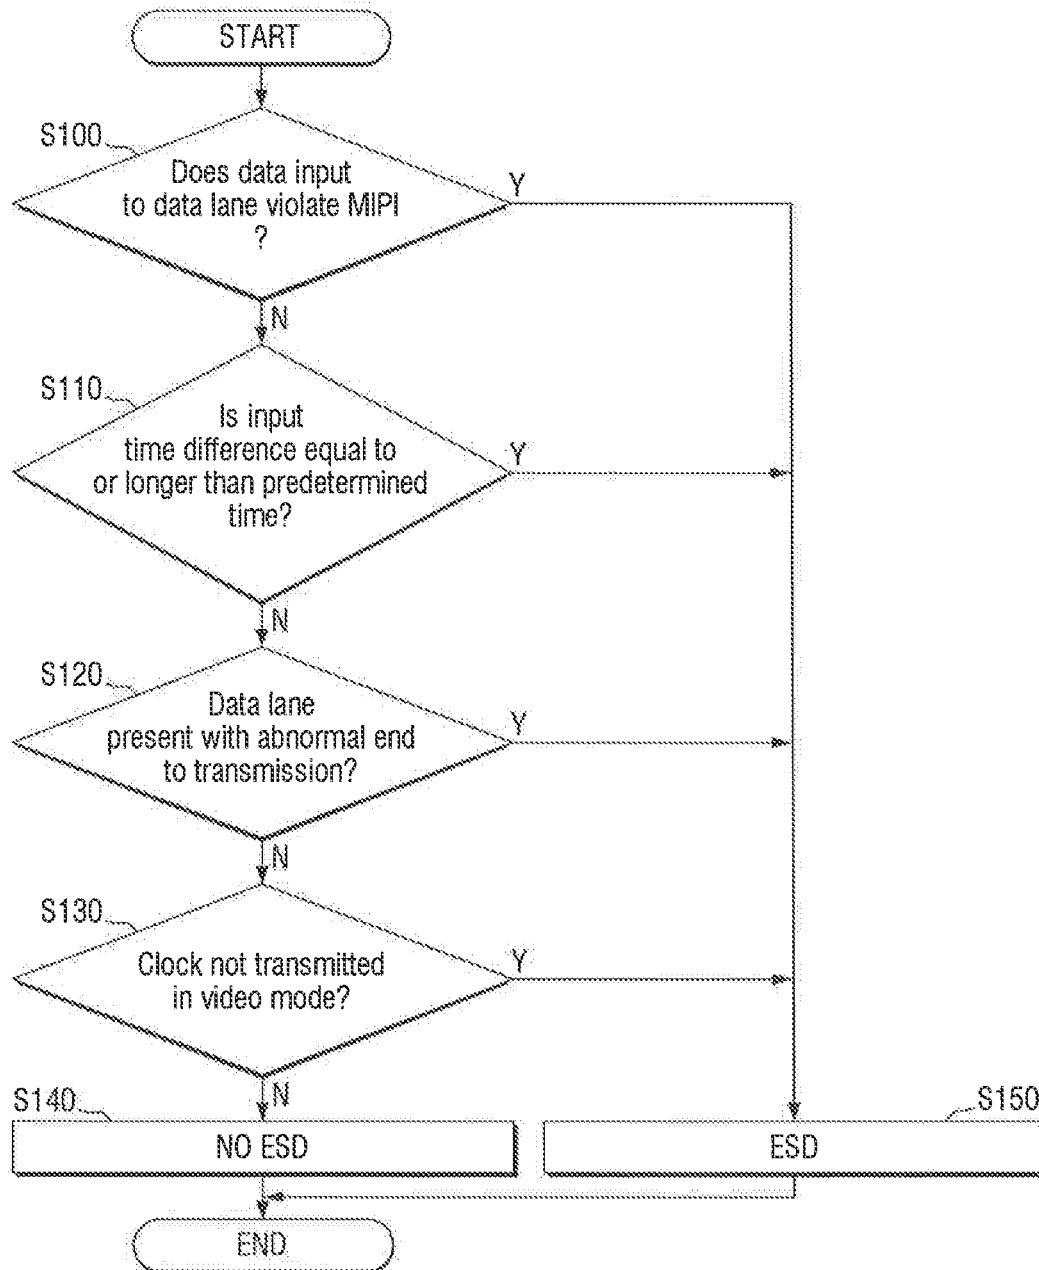 START
S100
Does data input
to data lane violate MIPI
?
Y
N
S110
Is input
time difference equal to
or longer than predetermined
time?
Y
N
S120
Data lane
present with abnormal end
to transmission?
Y
N
S130
Clock not transmitted
in video mode?
Y
N
S140
NO ESD
S150
ESD
END